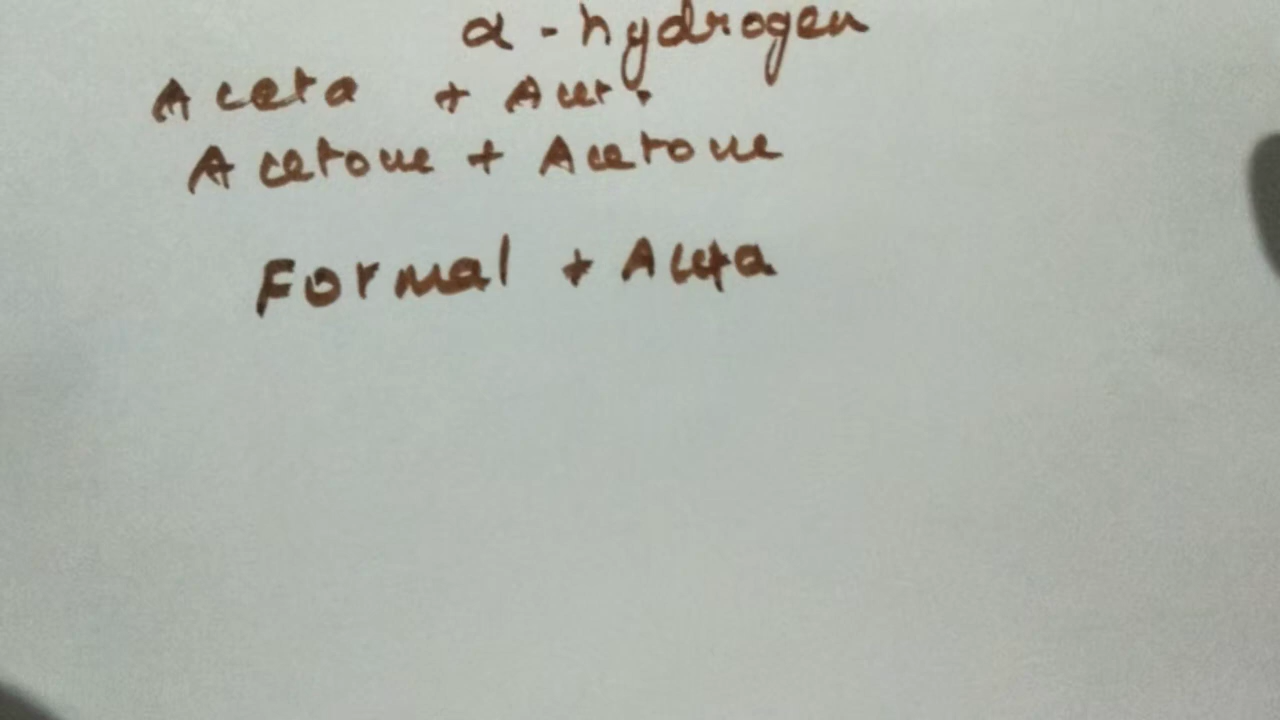 α - hydrogen
Aceta + Acet.
Acetone + Acetone
Formal + Aceta